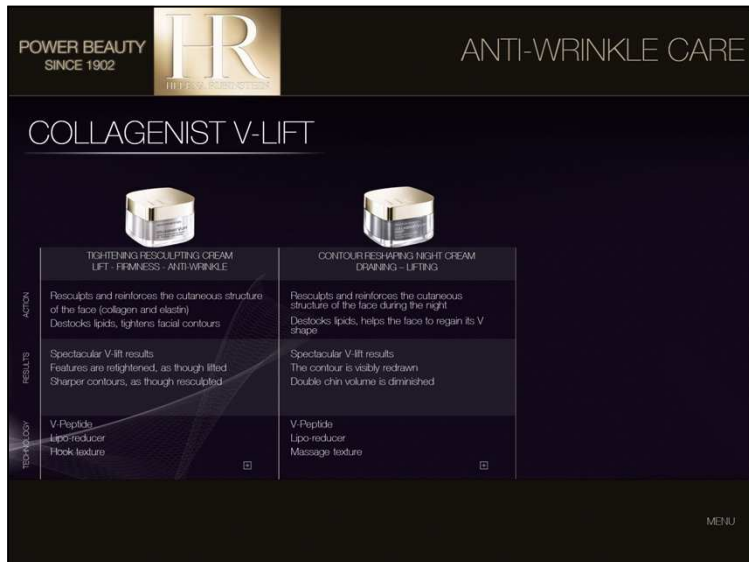 POWER BEAUTY
SINCE 1902
HR
HELENA RUBINSTEIN
ANTI-WRINKLE CARE
COLLAGENIST V-LIFT
TIGHTENING RESCULPTING CREAM
LIFT - FIRMNESS - ANTI-WRINKLE
CONTOUR RESHAPING NIGHT CREAM
DRAINING – LIFTING
ACTION
Resculpts and reinforces the cutaneous structure
of the face (collagen and elastin)
Destocks lipids, tightens facial contours
Resculpts and reinforces the cutaneous
structure of the face during the night
Destocks lipids, helps the face to regain its V
shape
RESULTS
Spectacular V-lift results
Features are retightened, as though lifted
Sharper contours, as though resculpted
Spectacular V-lift results
The contour is visibly redrawn
Double chin volume is diminished
TECHNOLOGY
V-Peptide
Lipo-reducer
Hook texture
V-Peptide
Lipo-reducer
Massage texture
MENU